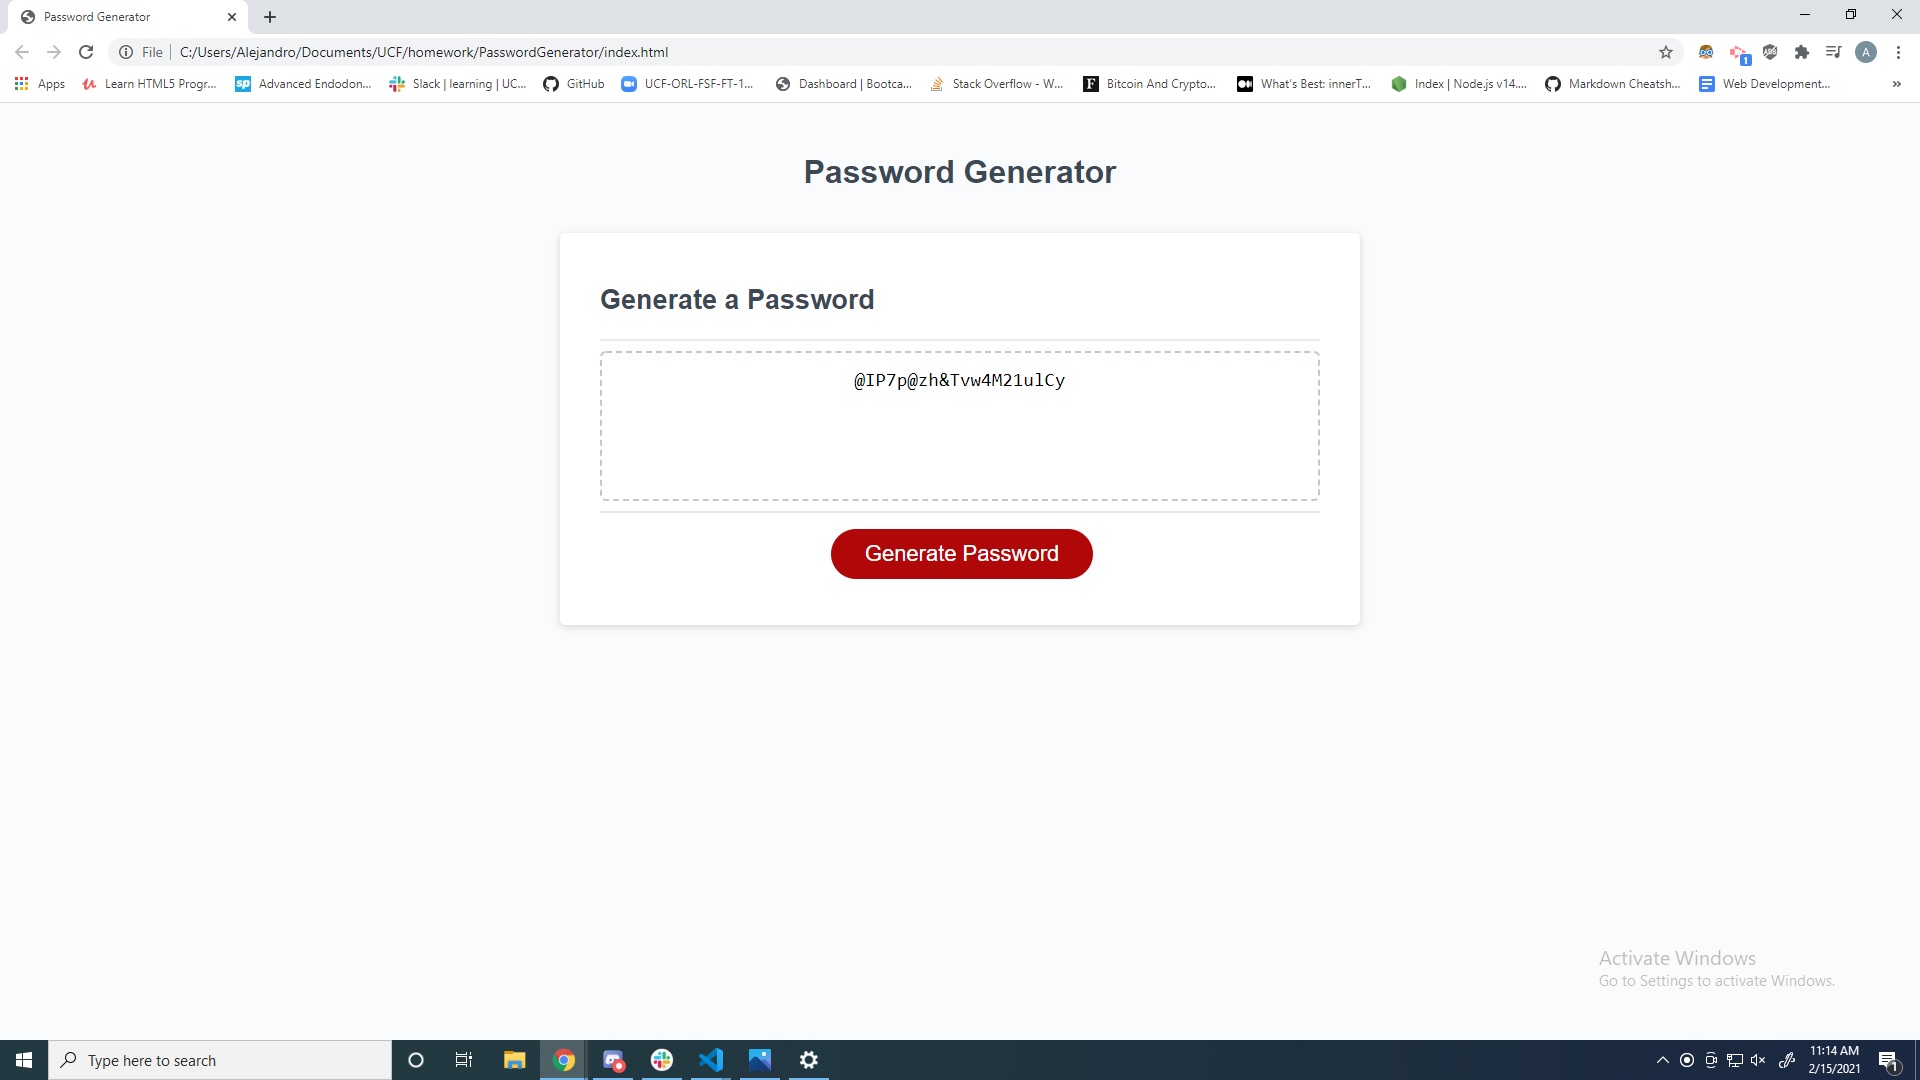 Password Generator
File
C:/Users/Alejandro/Documents/UCF/homework/PasswordGenerator/index.html
1
A
Apps
Learn HTML5 Progr...
sp
Advanced Endodon...
Slack | learning | UC...
GitHub
UCF-ORL-FSF-FT-1...
Dashboard | Bootca...
Stack Overflow - W...
F
Bitcoin And Crypto...
What's Best: innerT...
Index | Node.js v14....
Markdown Cheatsh...
Web Development...
»
Password Generator
Generate a Password
@IP7p@zh&Tvw4M21ulCy
Generate Password
Activate Windows
Go to Settings to activate Windows.
Type here to search
11:14 AM
2/15/2021
1